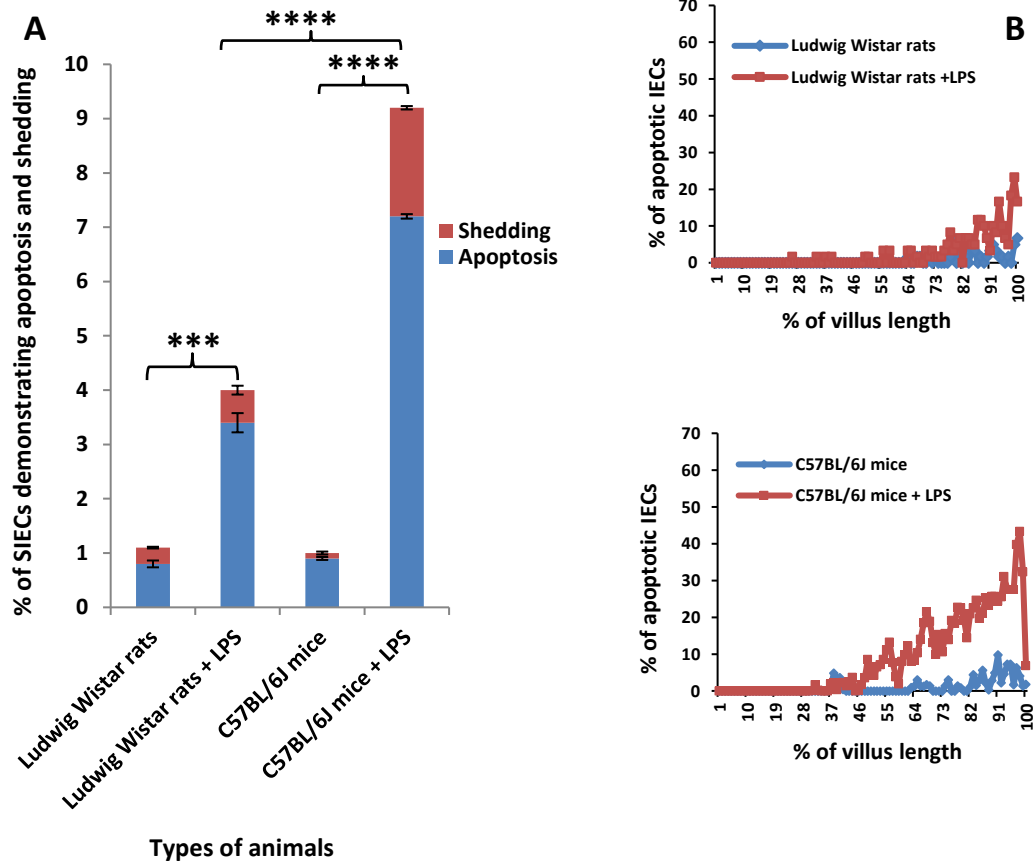 A
****
****
***
10
9
8
7
6
5
4
3
2
1
0
% of SIECs demonstrating apoptosis and shedding
Shedding
Apoptosis
Ludwig Wistar rats
Ludwig Wistar rats + LPS
C57BL/6J mice
C57BL/6J mice + LPS
Types of animals
B
70
60
50
40
30
20
10
0
% of apoptotic IECs
Ludwig Wistar rats
Ludwig Wistar rats +LPS
1 10 19 28 37 46 55 64 73 82 91 100
% of villus length
70
60
50
40
30
20
10
0
% of apoptotic IECs
C57BL/6J mice
C57BL/6J mice + LPS
1 10 19 28 37 46 55 64 73 82 91 100
% of villus length